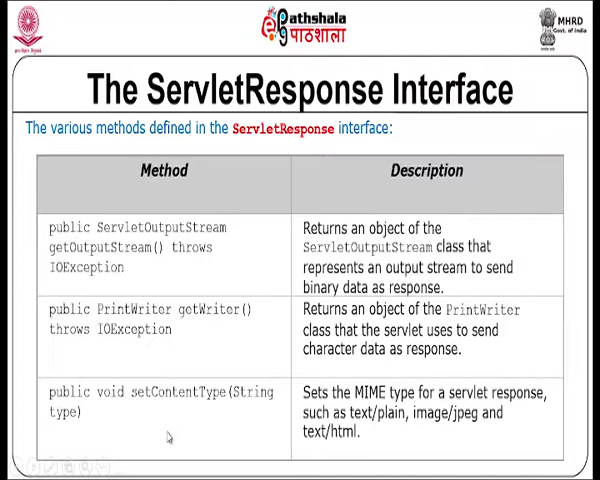 Pathshala
पाठशाला
MHRD
Govt. of India
The ServletResponse Interface
The various methods defined in the ServletResponse interface:
Method
Description
public ServletOutputStream
getOutputStream() throws
IOException
Returns an object of the
ServletOutputStream class that
represents an output stream to send
binary data as response.
public PrintWriter getWriter()
throws IOException
Returns an object of the PrintWriter
class that the servlet uses to send
character data as response.
public void setContentType(String
type)
Sets the MIME type for a servlet response,
such as text/plain, image/jpeg and
text/html.